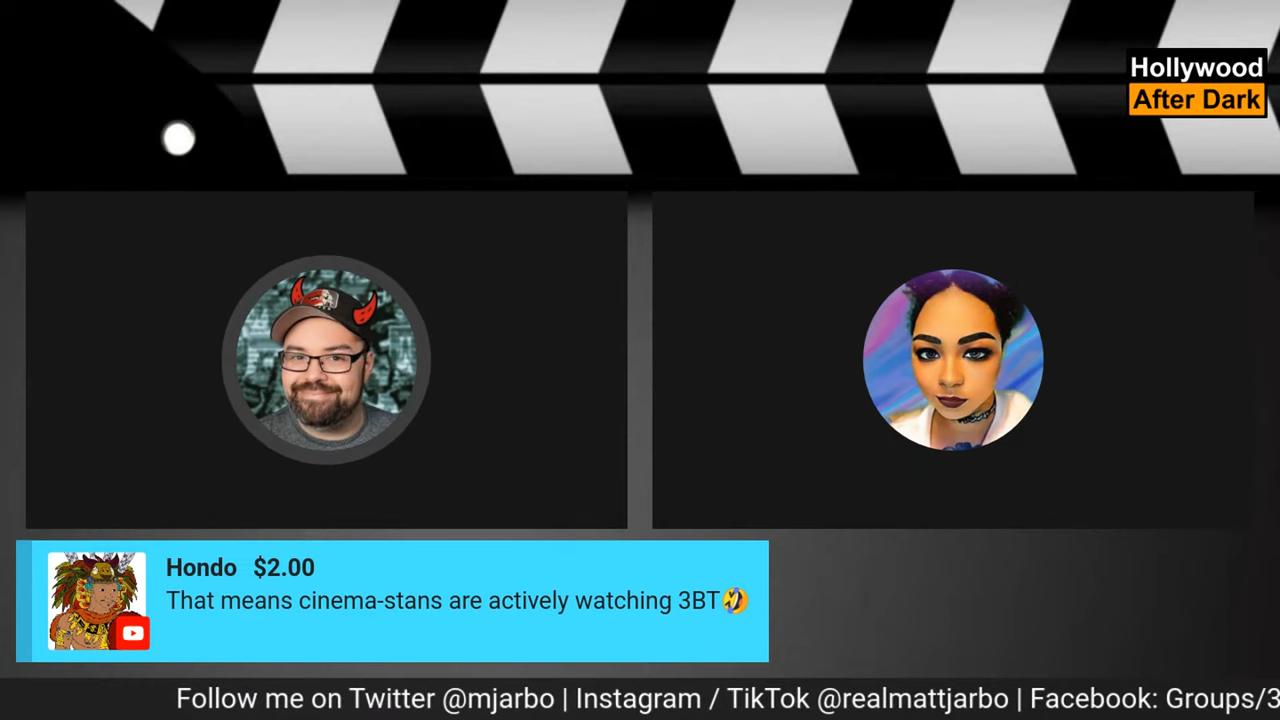 Hollywood
After Dark
Hondo $2.00
That means cinema-stans are actively watching 3BT🤣
Follow me on Twitter @mjarbo | Instagram / TikTok @realmattjarbo | Facebook: Groups/3